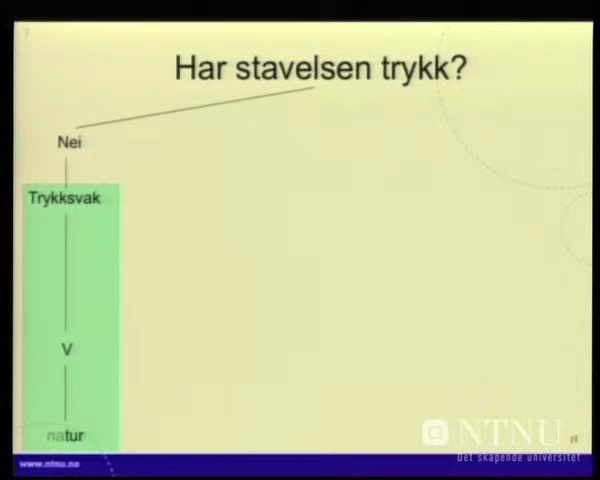 Har stavelsen trykk?
Nei
Trykksvak
V
natur
NTNU
Det skapende universitet
www.ntnu.no